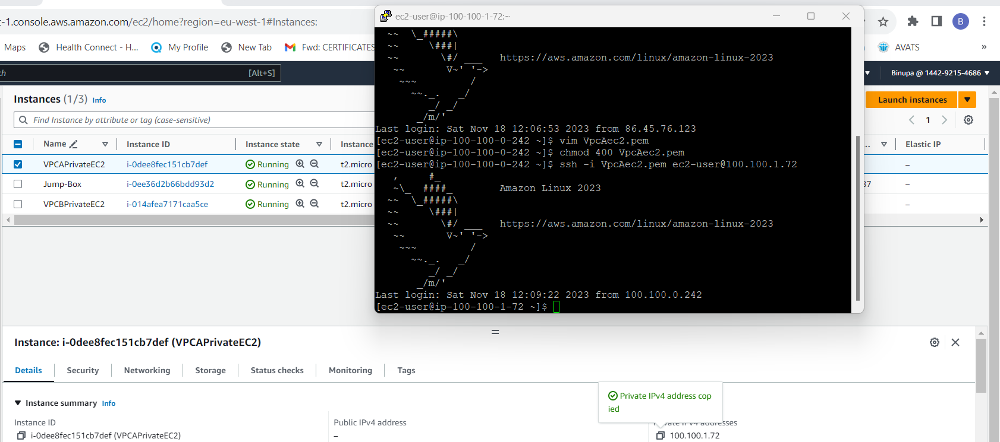 t-1.console.aws.amazon.com/ec2/home?region=eu-west-1#Instances:
B
Maps
Health Connect - H...
My Profile
New Tab
Fwd: CERTIFICATES
AVATS
»
[Alt+S]
Binupa @ 1442-9215-4686
Instances (1/3) Info
Launch instances
Find Instance by attribute or tag (case-sensitive)
1
Name
Instance ID
Instance state
Instance
...
Elastic IP
VPCAPrivateEC2
i-0dee8fec151cb7def
Running
t2.micro
–
Jump-Box
i-0ee36d2b66bdd93d2
Running
t2.micro
37
–
VPCBPrivateEC2
i-014afea7171caa5ce
Running
t2.micro
–
ec2-user@ip-100-100-1-72:~
~~  \_#####\
~~     \###|
~~       \#/ ___   https://aws.amazon.com/linux/amazon-linux-2023
~~       V~' '->
~~~         /
~~._.   _/
_/ _/
_/m/'
Last login: Sat Nov 18 12:06:53 2023 from 86.45.76.123
[ec2-user@ip-100-100-0-242 ~]$ vim VpcAec2.pem
[ec2-user@ip-100-100-0-242 ~]$ chmod 400 VpcAec2.pem
[ec2-user@ip-100-100-0-242 ~]$ ssh -i VpcAec2.pem ec2-user@100.100.1.72
,     #_
~\_  ####_        Amazon Linux 2023
~~  \_#####\
~~     \###|
~~       \#/ ___   https://aws.amazon.com/linux/amazon-linux-2023
~~       V~' '->
~~~         /
~~._.   _/
_/ _/
_/m/'
Last login: Sat Nov 18 12:09:22 2023 from 100.100.0.242
[ec2-user@ip-100-100-1-72 ~]$
Instance: i-0dee8fec151cb7def (VPCAPrivateEC2)
Details
Security
Networking
Storage
Status checks
Monitoring
Tags
Private IPv4 address cop
ied
Instance summary Info
Instance ID
i-0dee8fec151cb7def (VPCAPrivateEC2)
Public IPv4 address
–
IPv4 addresses
100.100.1.72